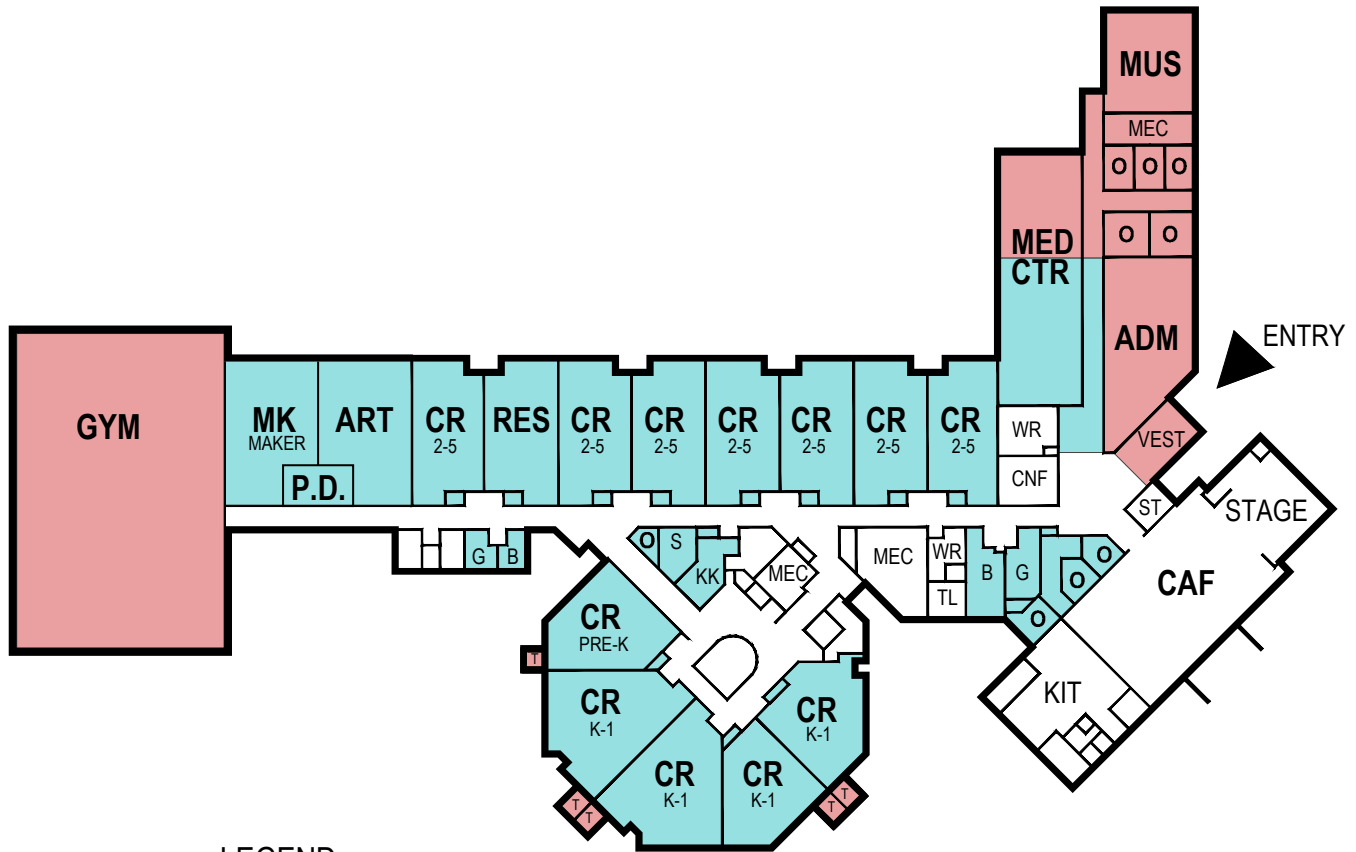 MUS
MEC
O O O
O O
MED
CTR
ADM
ENTRY
VEST
GYM
MK
MAKER
ART
P.D.
CR
2-5
RES
CR
2-5
CR
2-5
CR
2-5
CR
2-5
CR
2-5
CR
2-5
WR
CNF
ST
STAGE
CAF
KIT
G B
O S
KK
MEC
MEC
WR
TL
B
G
O
O
O
CR
PRE-K
T
CR
K-1
CR
K-1
CR
K-1
CR
K-1
T
T
T
T